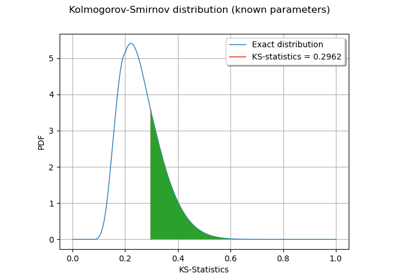 Kolmogorov-Smirnov distribution (known parameters)
Exact distribution
KS-statistics = 0.2962
PDF
5
4
3
2
1
0
0.0 0.2 0.4 0.6 0.8 1.0
KS-Statistics